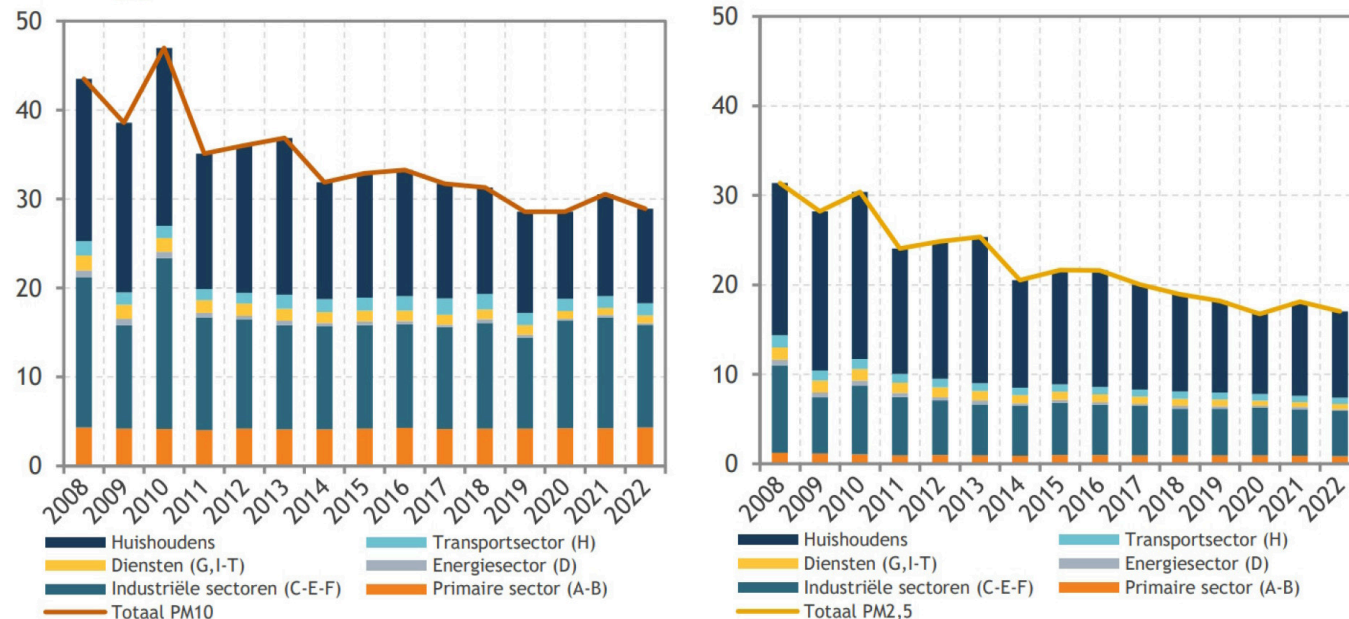 50
40
30
20
10
0
2008 2009 2010 2011 2012 2013 2014 2015 2016 2017 2018 2019 2020 2021 2022
Huishoudens Transportsector (H)
Diensten (G,I-T) Energiesector (D)
Industriële sectoren (C-E-F) Primaire sector (A-B)
Totaal PM10
50
40
30
20
10
0
2008 2009 2010 2011 2012 2013 2014 2015 2016 2017 2018 2019 2020 2021 2022
Huishoudens Transportsector (H)
Diensten (G,I-T) Energiesector (D)
Industriële sectoren (C-E-F) Primaire sector (A-B)
Totaal PM2,5